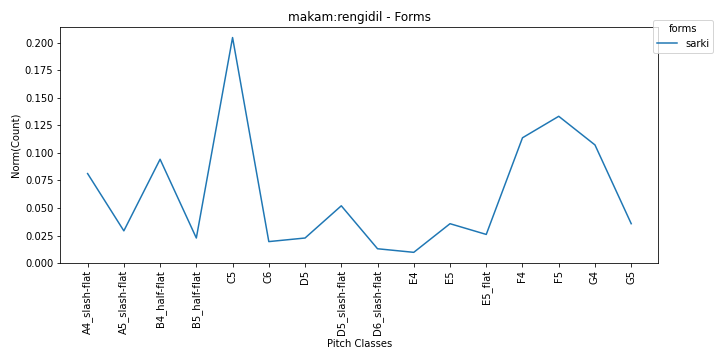 makam:rengidil - Forms
forms
sarki
Norm(Count)
0.200
0.175
0.150
0.125
0.100
0.075
0.050
0.025
0.000
A4_slash-flat
A5_slash-flat
B4_half-flat
B5_half-flat
C5
C6
D5
D5_slash-flat
D6_slash-flat
E4
E5
E5_flat
F4
F5
G4
G5
Pitch Classes